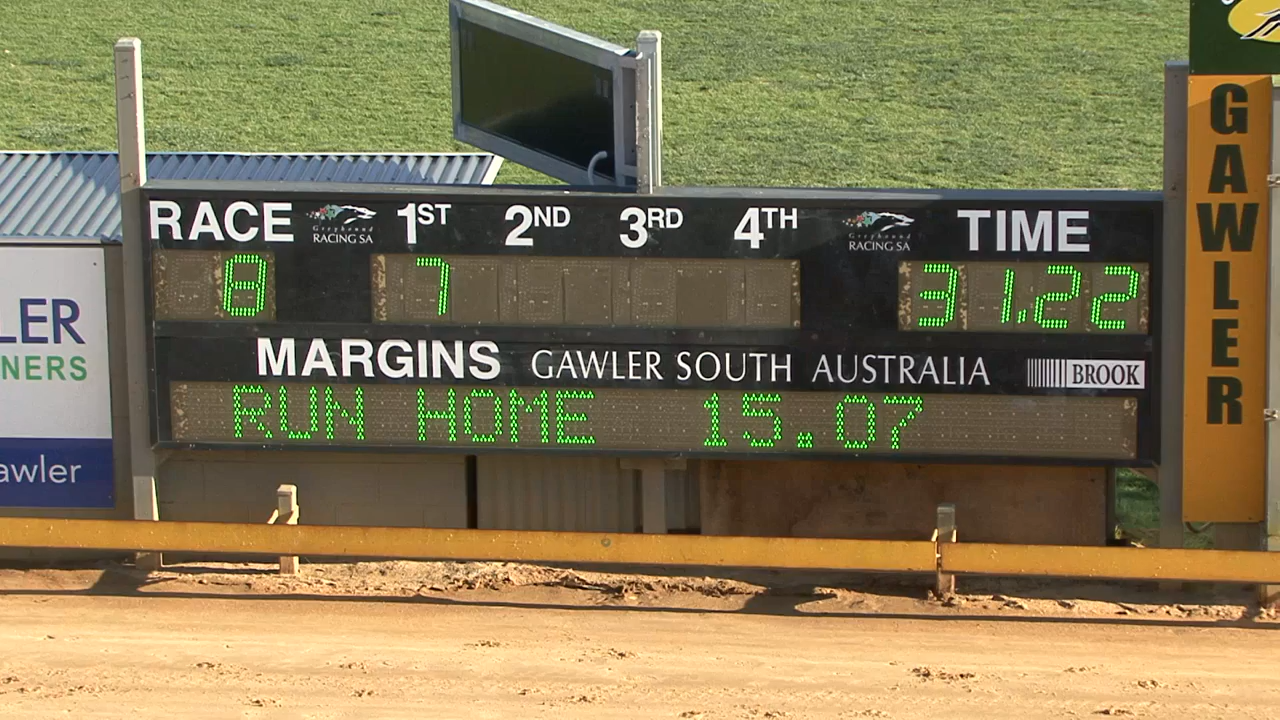 RACE Greyhound RACING SA 1ST 2ND 3RD 4TH Greyhound RACING SA TIME
8 7 31.22
MARGINS GAWLER SOUTH AUSTRALIA BROOK
RUN HOME 15.07
GAWLER
LER
NERS
awler